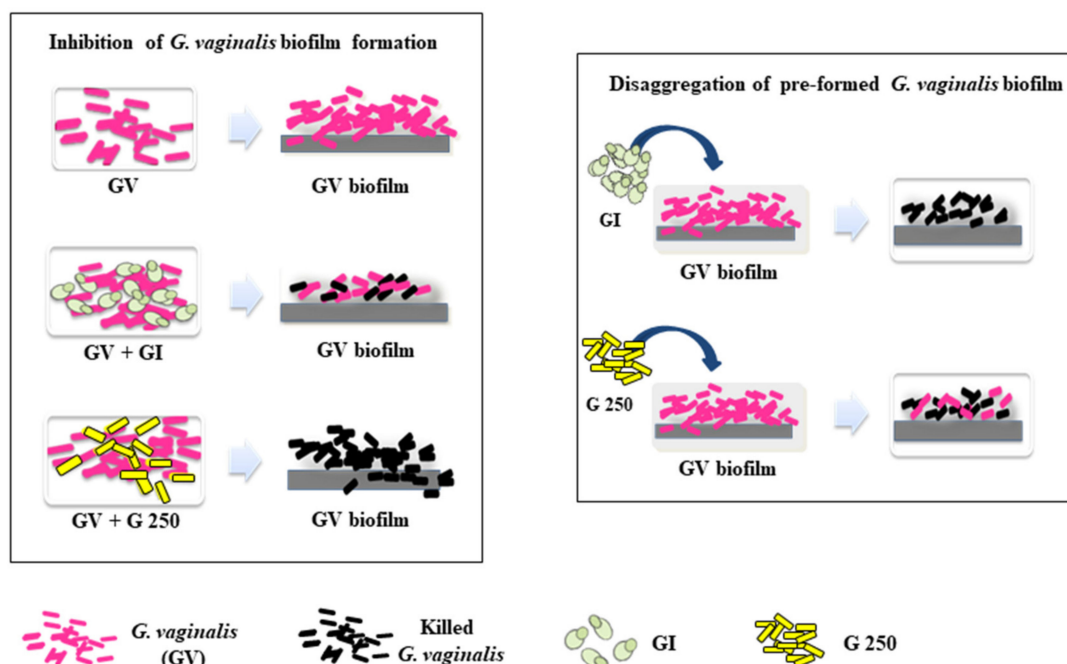 Inhibition of G. vaginalis biofilm formation
GV
GV biofilm
GV + GI
GV biofilm
GV + G 250
GV biofilm
Disaggregation of pre-formed G. vaginalis biofilm
GI
GV biofilm
G 250
GV biofilm
G. vaginalis
(GV)
Killed
G. vaginalis
GI
G 250